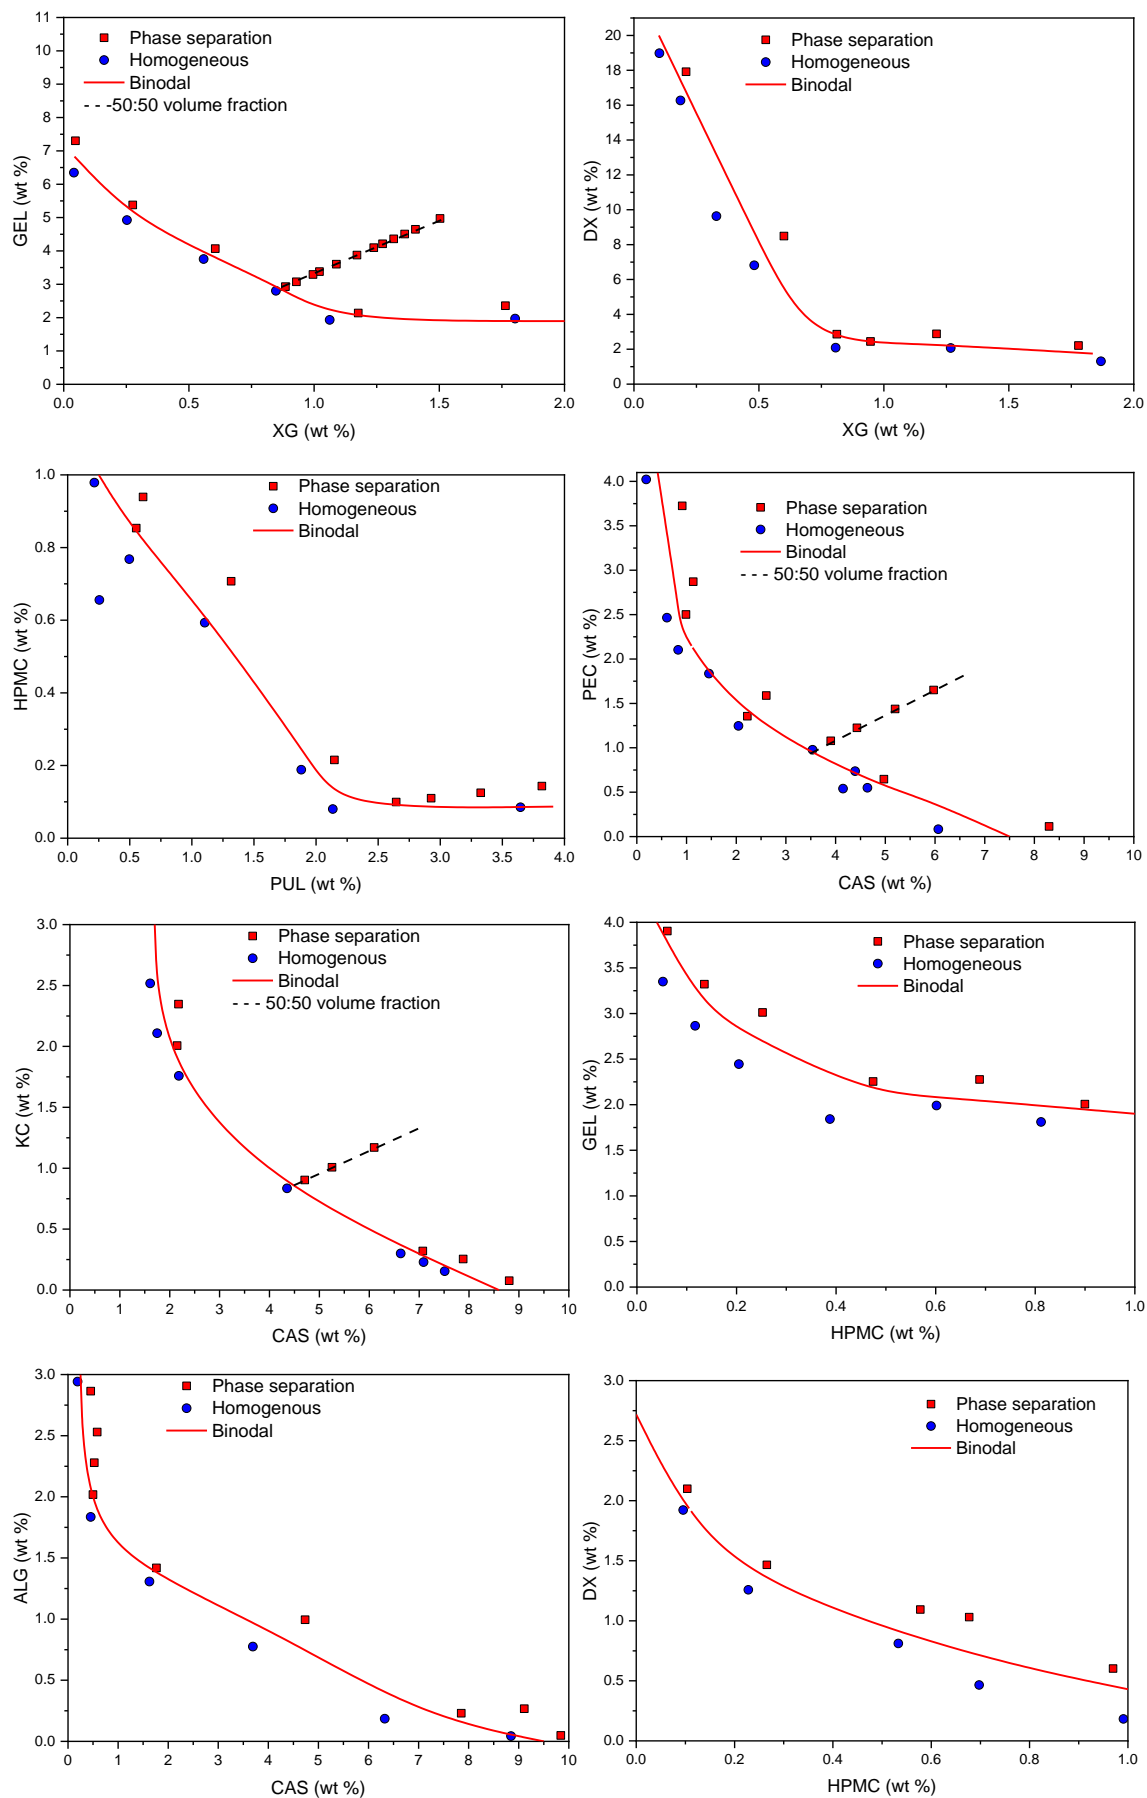 11
10
9
8
7
6
5
4
3
2
1
0
GEL (wt %)
Phase separation
Homogeneous
Binodal
50:50 volume fraction
0.0 0.5 1.0 1.5 2.0
XG (wt %)
20
18
16
14
12
10
8
6
4
2
0
DX (wt %)
Phase separation
Homogeneous
Binodal
0.0 0.5 1.0 1.5 2.0
XG (wt %)
1.0
0.8
0.6
0.4
0.2
0.0
HPMC (wt %)
Phase separation
Homogeneous
Binodal
0.0 0.5 1.0 1.5 2.0 2.5 3.0 3.5 4.0
PUL (wt %)
4.0
3.5
3.0
2.5
2.0
1.5
1.0
0.5
0.0
PEC (wt %)
Phase separation
Homogeneous
Binodal
50:50 volume fraction
0 1 2 3 4 5 6 7 8 9 10
CAS (wt %)
3.0
2.5
2.0
1.5
1.0
0.5
0.0
KC (wt %)
Phase separation
Homogenous
Binodal
50:50 volume fraction
0 1 2 3 4 5 6 7 8 9 10
CAS (wt %)
4.0
3.5
3.0
2.5
2.0
1.5
1.0
0.5
0.0
GEL (wt %)
Phase separation
Homogeneous
Binodal
0.0 0.2 0.4 0.6 0.8 1.0
HPMC (wt %)
3.0
2.5
2.0
1.5
1.0
0.5
0.0
ALG (wt %)
Phase separation
Homogenous
Binodal
0 1 2 3 4 5 6 7 8 9 10
CAS (wt %)
3.0
2.5
2.0
1.5
1.0
0.5
0.0
DX (wt %)
Phase separation
Homogeneous
Binodal
0.0 0.2 0.4 0.6 0.8 1.0
HPMC (wt %)